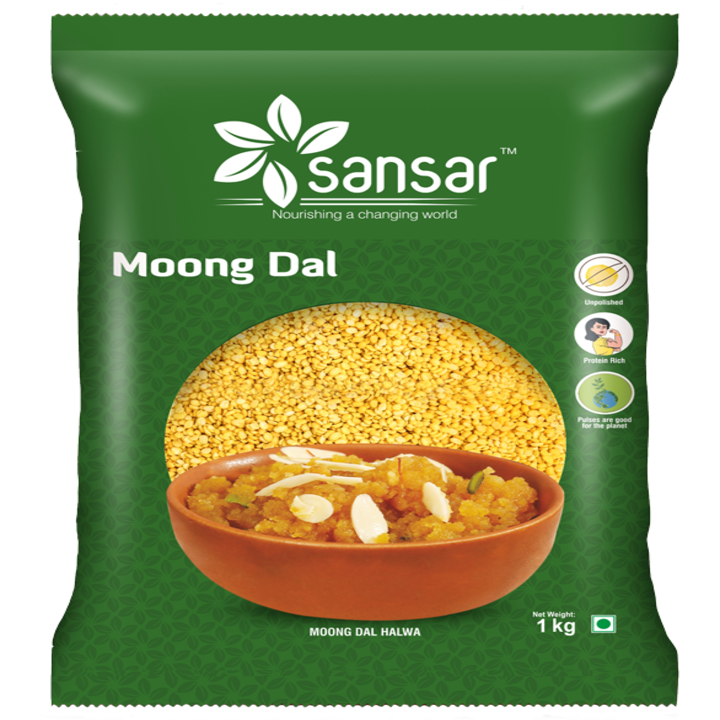 sansar™
Nourishing a changing world
Moong Dal
Unpolished
Protein Rich
Pulses are good
for the planet
MOONG DAL HALWA
Net Weight:
1 kg